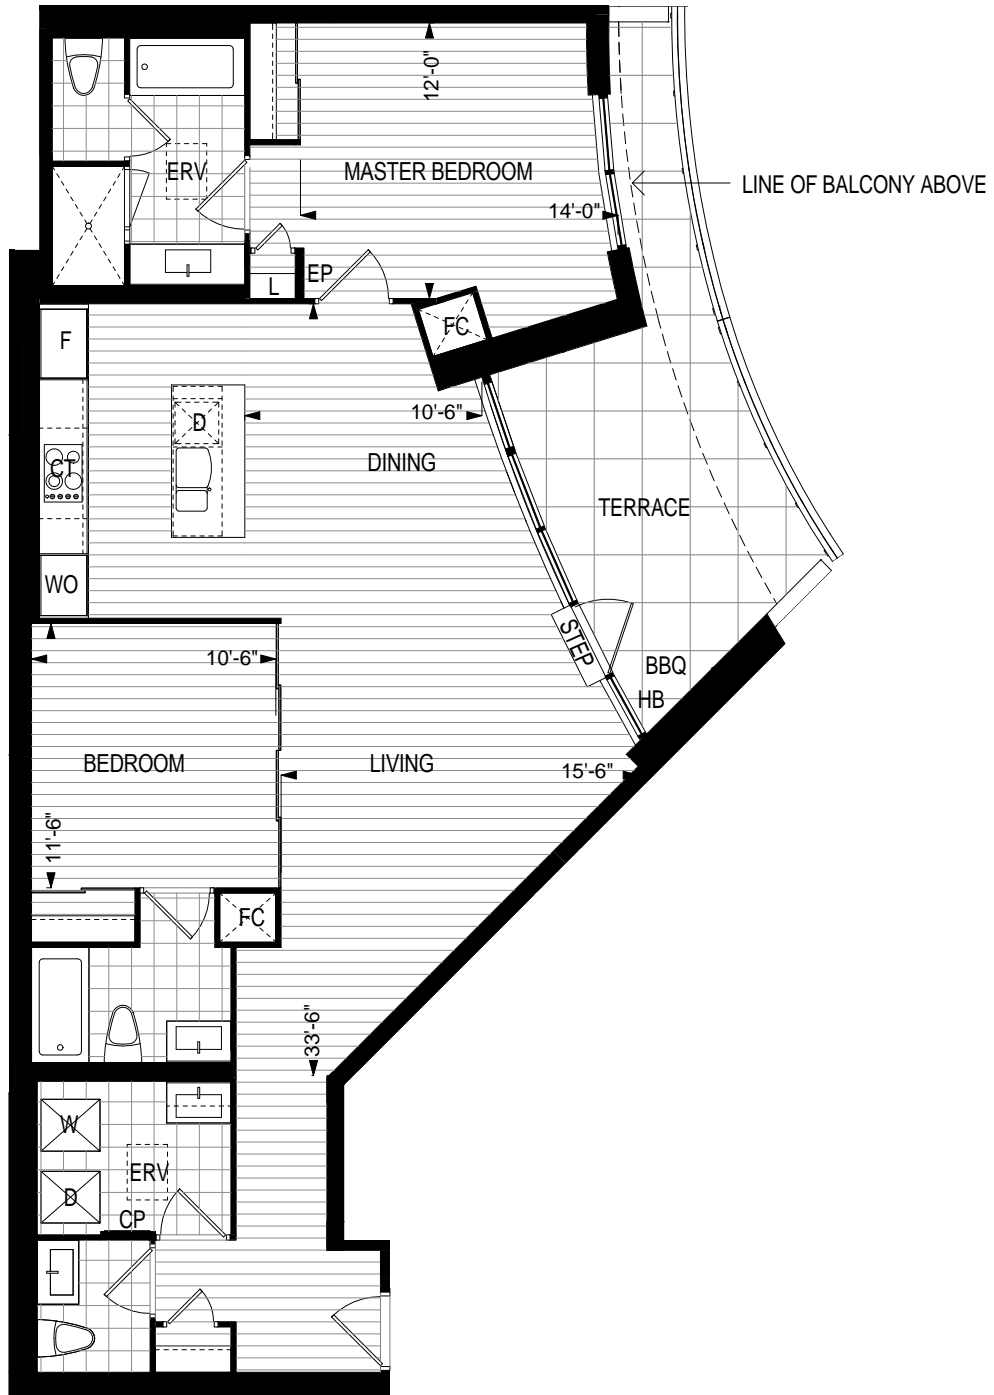 12'-0"
ERV
MASTER BEDROOM
LINE OF BALCONY ABOVE
14'-0"
EP
L
F
FC
D
10'-6"
CT
DINING
TERRACE
WO
STEP
10'-6"
BBQ
HB
BEDROOM
LIVING
15'-6"
11'-6"
FC
33'-6"
W
ERV
D
CP